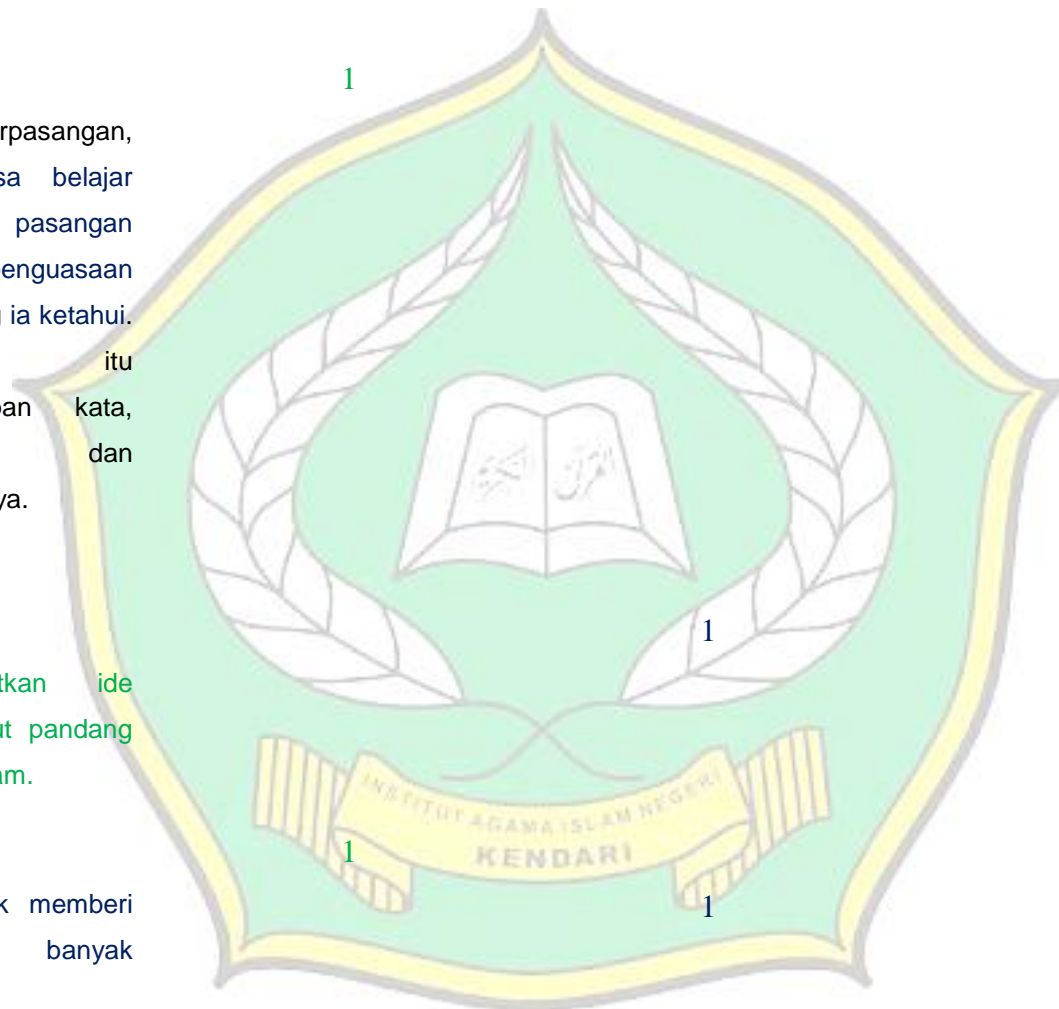 1
rpasangan,
sa belajar
pasangan
enguasaan
g ia ketahui.
itu
an kata,
dan
ya.
1
tkan ide
ut pandang
am.
INSTITUT AGAMA ISLAM NEGERI
KENDARI
1
k memberi
1
banyak